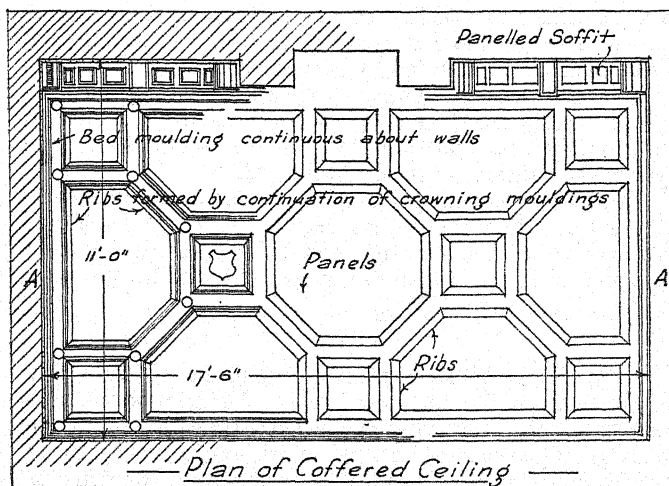 Panelled Soffit
Bed moulding continuous about walls
Ribs formed by continuation of crowning mouldings
11'-0"
A
Panels
A
17'-6"
Ribs
Plan of Coffered Ceiling